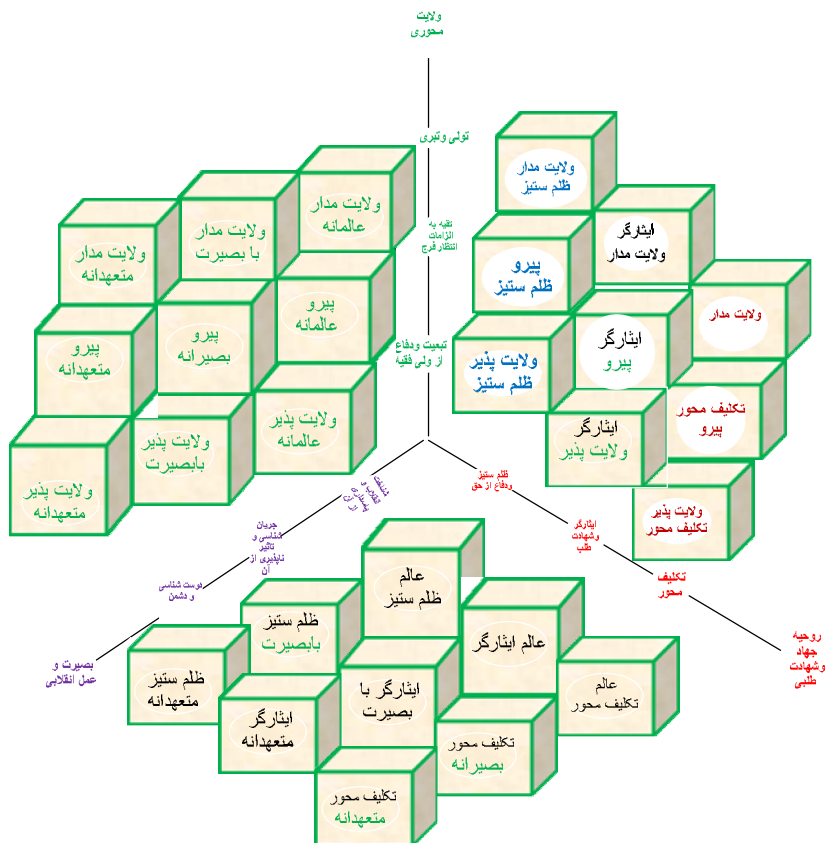 ولایت
محوری
تولی وتبری
تقیه به
الزامات
انتظار فرج
تبعیت ودفاع
از ولی فقیه
ولایت مدار
ظلم ستیز
ایثارگر
ولایت مدار
ولایت مدار
پیرو
ظلم ستیز
ایثارگر
پیرو
تکلیف محور
پیرو
ولایت پذیر
ظلم ستیز
ایثارگر
ولایت پذیر
ولایت پذیر
تکلیف محور
ولایت مدار
عالمانه
ولایت مدار
با بصیرت
ولایت مدار
متعهدانه
پیرو
عالمانه
پیرو
بصیرانه
پیرو
متعهدانه
ولایت پذیر
عالمانه
ولایت پذیر
بابصیرت
ولایت پذیر
متعهدانه
ظلم ستیز
ودفاع از حق
ایثارگر
وشهادت
طلب
تکلیف
محور
روحیه
جهاد
وشهادت
طلبی
شناخت
انقلاب و
پاسداری
از آن
جریان
شناسی و
تاثیر
ناپذیری از
آن
دوست شناسی
و دشمن
بصیرت و
عمل انقلابی
عالم
ظلم ستیز
ظلم ستیز
بابصیرت
ظلم ستیز
متعهدانه
عالم ایثارگر
ایثارگر با
بصیرت
ایثارگر
متعهدانه
عالم
تکلیف محور
تکلیف محور
بصیرانه
تکلیف محور
متعهدانه